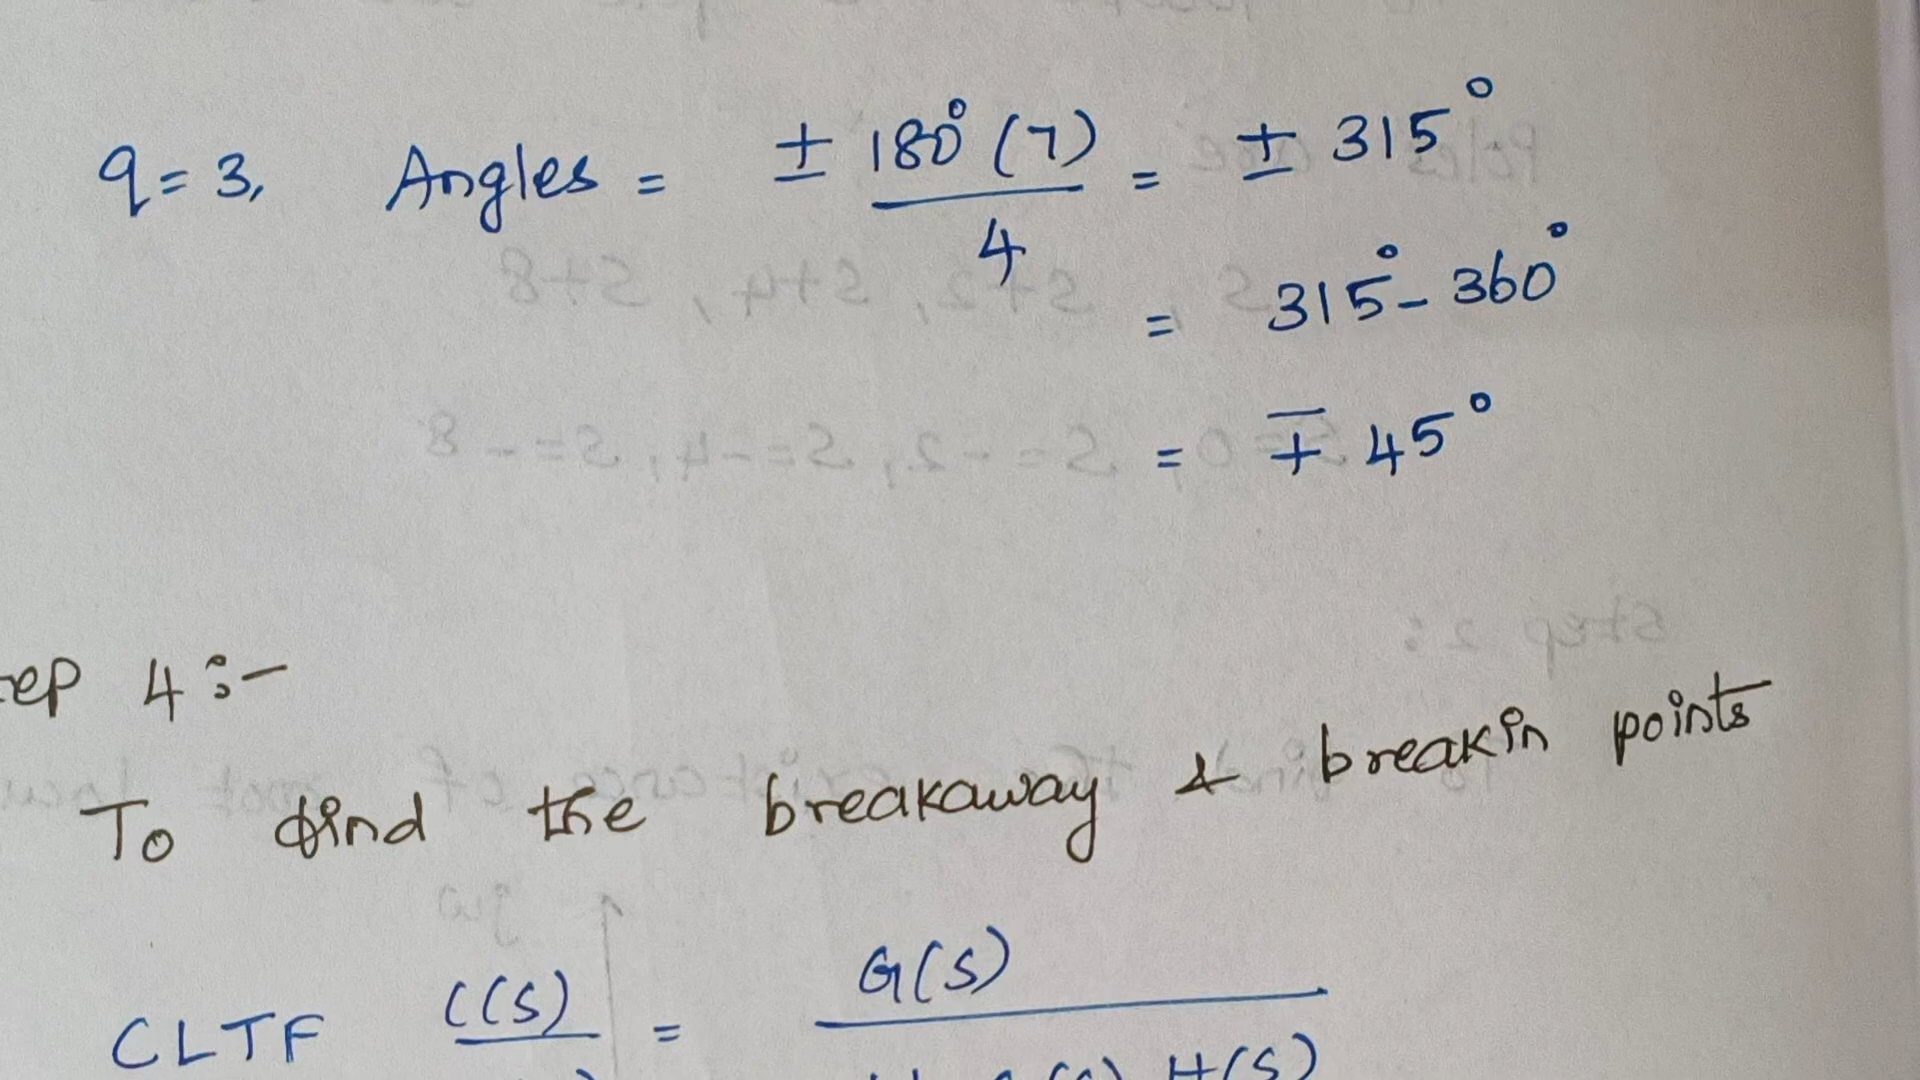 q = 3, Angles = ± 180° (7) / 4 = ± 315°
= 315° - 360°
= ∓ 45°
ep 4 :-
To find the breakaway & breakin points
CLTF C(S) = G(S)
H(S)